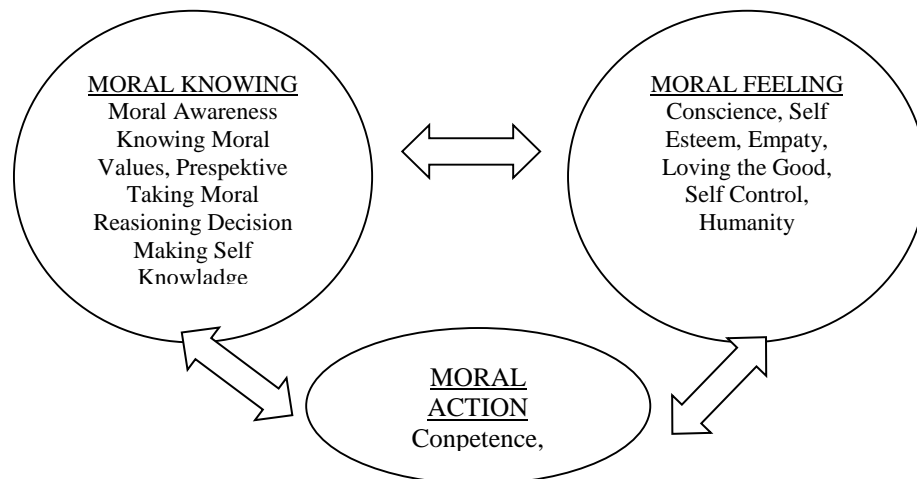 MORAL KNOWING
Moral Awareness
Knowing Moral
Values, Prespektive
Taking Moral
Reasioning Decision
Making Self
Knowladge
MORAL FEELING
Conscience, Self
Esteem, Empaty,
Loving the Good,
Self Control,
Humanity
MORAL
ACTION
Conpetence,